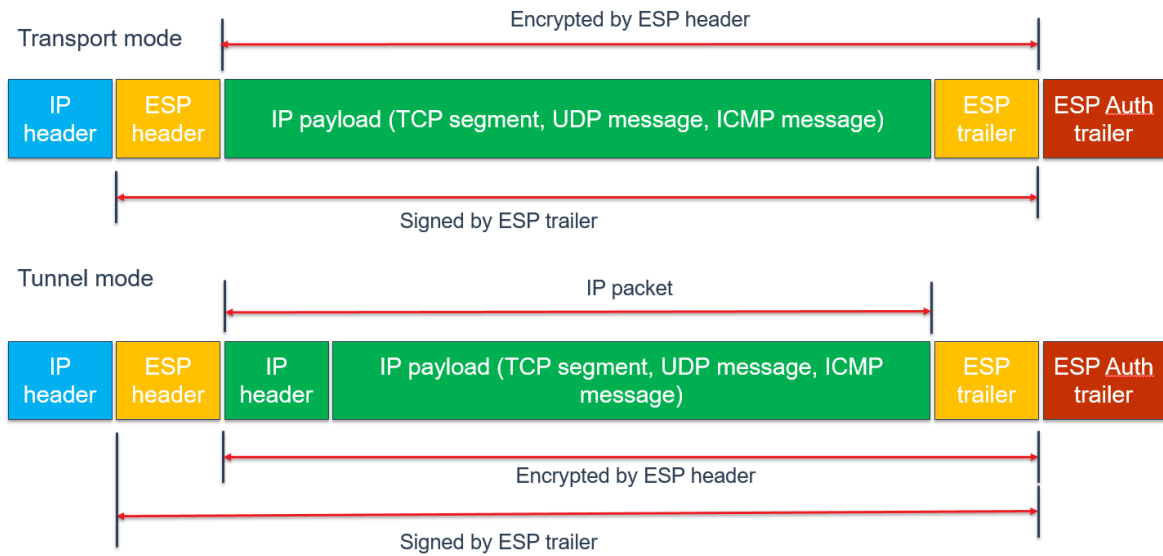 Encrypted by ESP header
Transport mode
IP header
ESP header
IP payload (TCP segment, UDP message, ICMP message)
ESP trailer
ESP Auth trailer
Signed by ESP trailer
Tunnel mode
IP packet
IP header
ESP header
IP header
IP payload (TCP segment, UDP message, ICMP
message)
ESP trailer
ESP Auth trailer
Encrypted by ESP header
Signed by ESP trailer